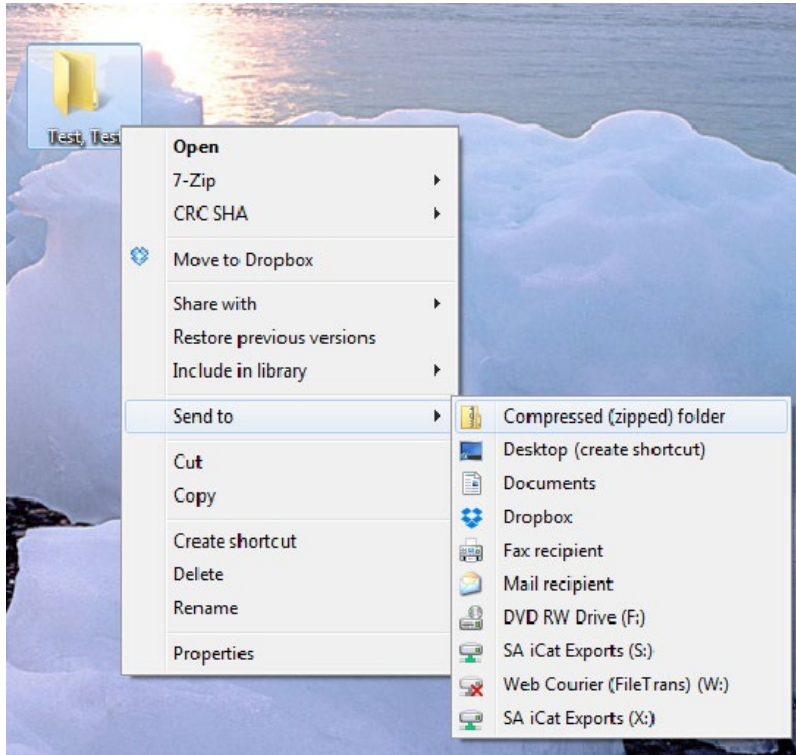 Test, Test
Open
7-Zip
CRC SHA
Move to Dropbox
Share with
Restore previous versions
Include in library
Send to
Cut
Copy
Create shortcut
Delete
Rename
Properties
Compressed (zipped) folder
Desktop (create shortcut)
Documents
Dropbox
Fax recipient
Mail recipient
DVD RW Drive (F:)
SA iCat Exports (S:)
Web Courier (FileTrans) (W:)
SA iCat Exports (X:)